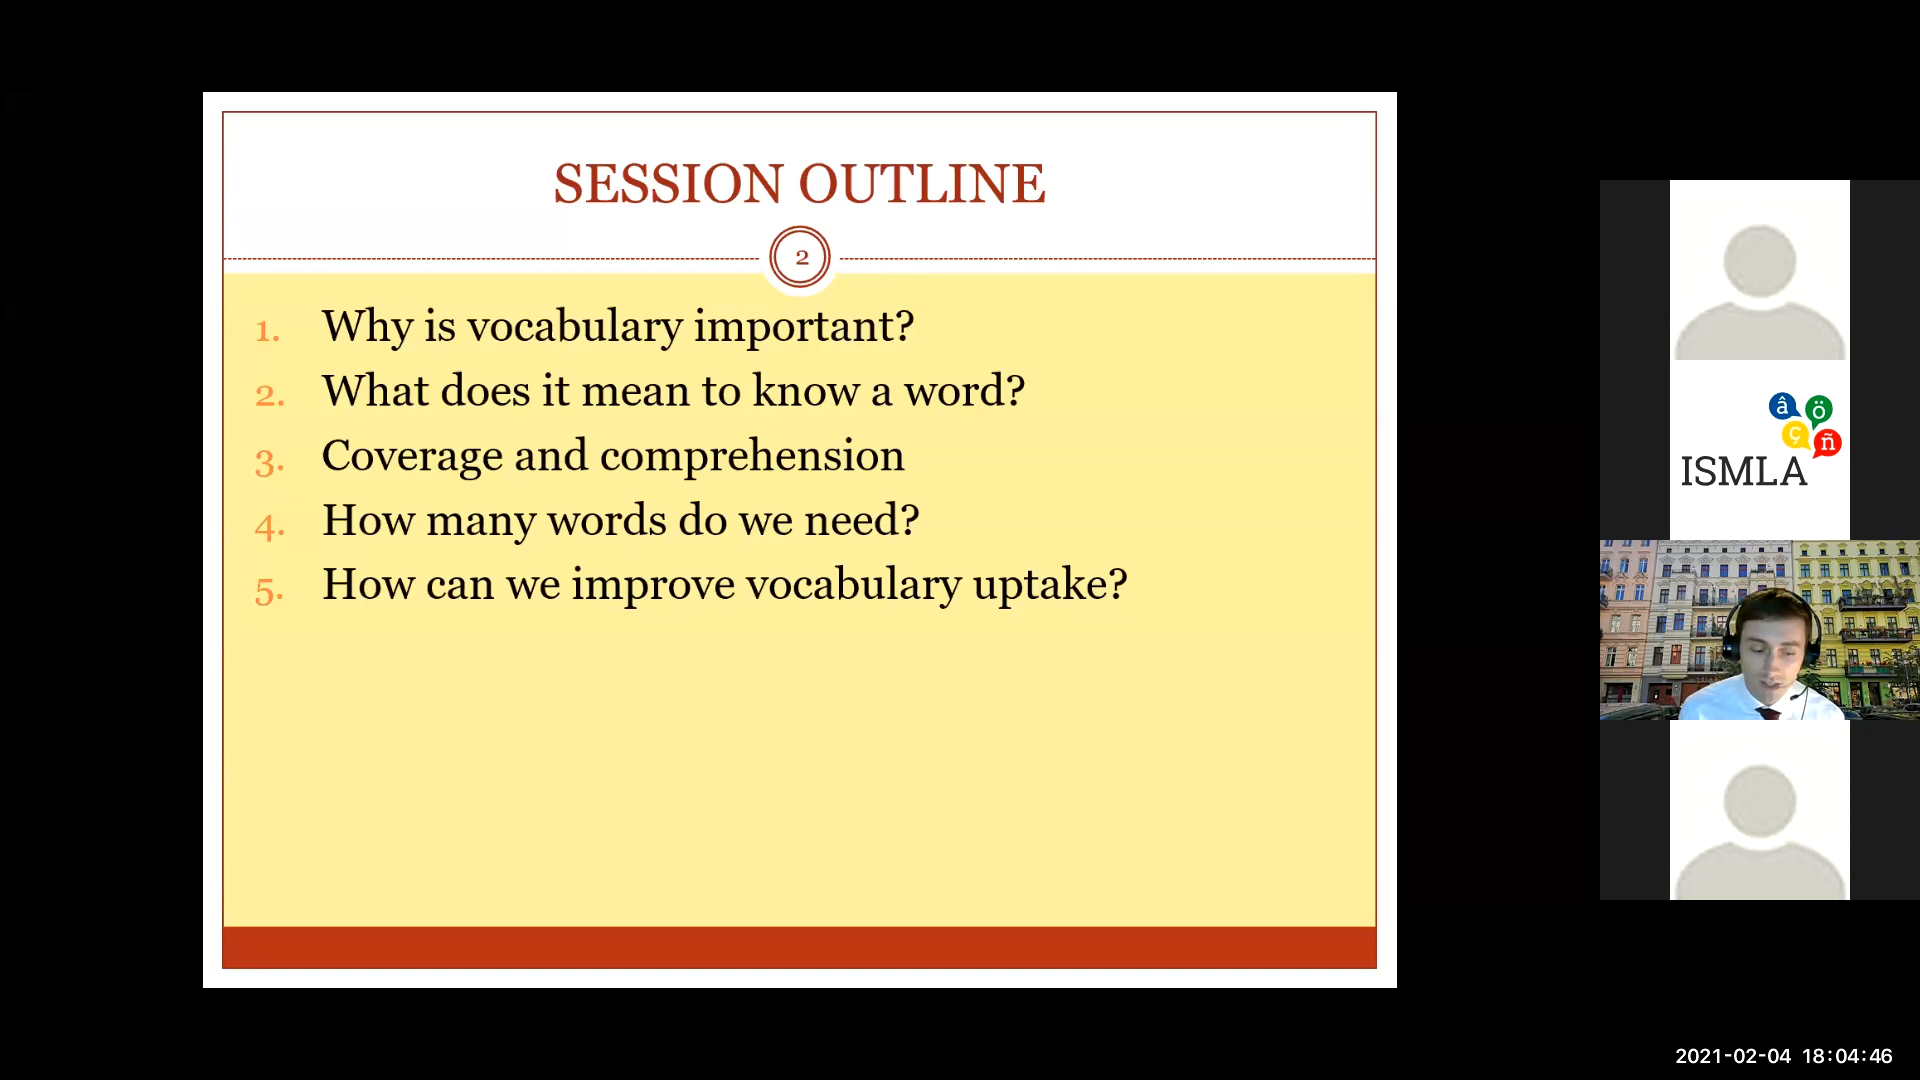 SESSION OUTLINE
2
1. Why is vocabulary important?
2. What does it mean to know a word?
3. Coverage and comprehension
4. How many words do we need?
5. How can we improve vocabulary uptake?
â ö
ç ñ
ISMLA
2021-02-04 18:04:46